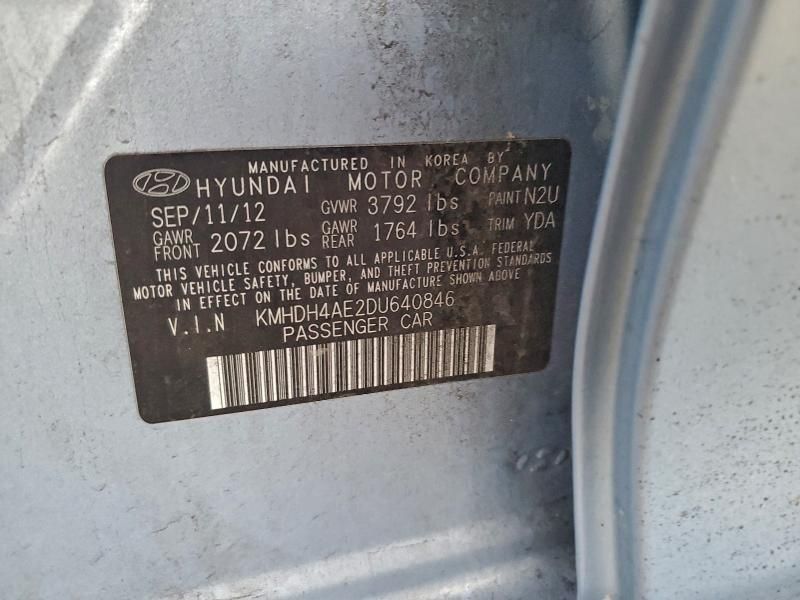 MANUFACTURED IN KOREA BY
HYUNDAI MOTOR COMPANY
SEP/11/12 GVWR 3792 lbs PAINT N2U
GAWR FRONT 2072 lbs GAWR REAR 1764 lbs TRIM YDA
THIS VEHICLE CONFORMS TO ALL APPLICABLE U.S.A. FEDERAL
MOTOR VEHICLE SAFETY, BUMPER, AND THEFT PREVENTION STANDARDS
IN EFFECT ON THE DATE OF MANUFACTURE SHOWN ABOVE
V.I.N KMHDH4AE2DU640846
PASSENGER CAR